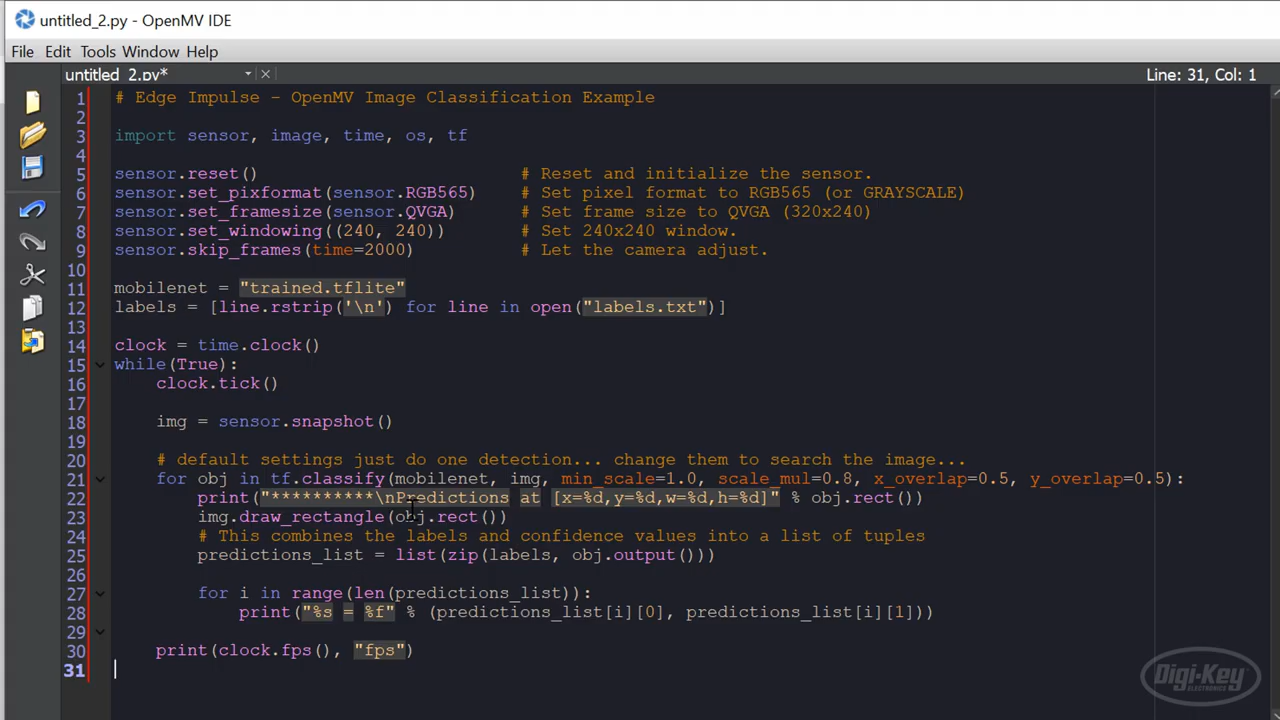 untitled_2.py - OpenMV IDE
File Edit Tools Window Help
untitled_2.py* Line: 31, Col: 1
1 # Edge Impulse - OpenMV Image Classification Example
2
3 import sensor, image, time, os, tf
4
5 sensor.reset() # Reset and initialize the sensor.
6 sensor.set_pixformat(sensor.RGB565) # Set pixel format to RGB565 (or GRAYSCALE)
7 sensor.set_framesize(sensor.QVGA) # Set frame size to QVGA (320x240)
8 sensor.set_windowing((240, 240)) # Set 240x240 window.
9 sensor.skip_frames(time=2000) # Let the camera adjust.
10
11 mobilenet = "trained.tflite"
12 labels = [line.rstrip('\n') for line in open("labels.txt")]
13
14 clock = time.clock()
15 while(True):
16 clock.tick()
17
18 img = sensor.snapshot()
19
20 # default settings just do one detection... change them to search the image...
21 for obj in tf.classify(mobilenet, img, min_scale=1.0, scale_mul=0.8, x_overlap=0.5, y_overlap=0.5):
22 print("**********\nPredictions at [x=%d,y=%d,w=%d,h=%d]" % obj.rect())
23 img.draw_rectangle(obj.rect())
24 # This combines the labels and confidence values into a list of tuples
25 predictions_list = list(zip(labels, obj.output()))
26
27 for i in range(len(predictions_list)):
28 print("%s = %f" % (predictions_list[i][0], predictions_list[i][1]))
29
30 print(clock.fps(), "fps")
31
Digi-Key
ELECTRONICS